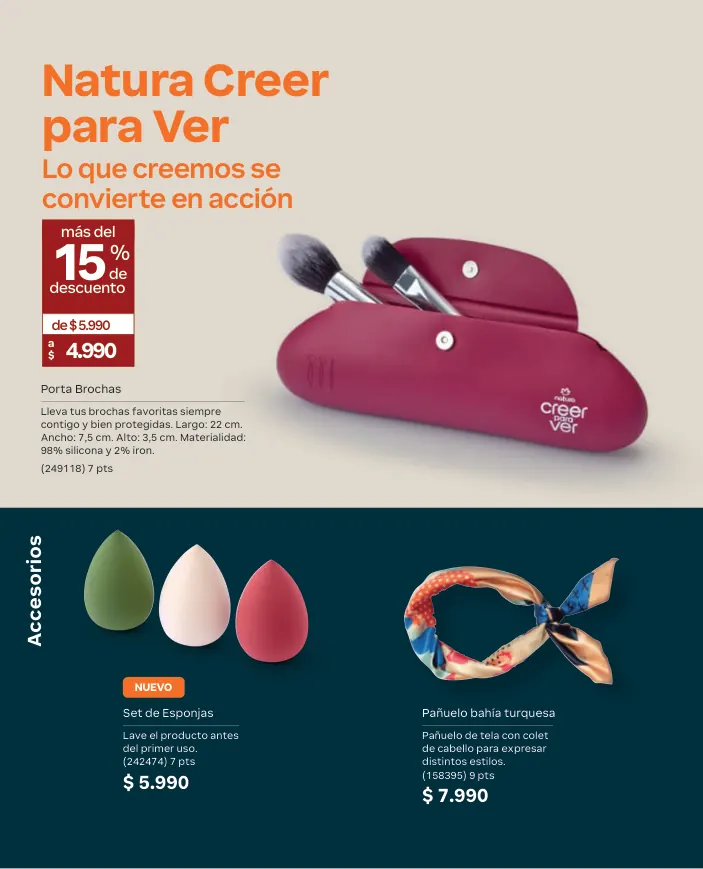 Natura Creer
para Ver
Lo que creemos se
convierte en acción
más del
15%
de
descuento
de $ 5.990
a $ 4.990
Porta Brochas
Lleva tus brochas favoritas siempre
contigo y bien protegidas. Largo: 22 cm.
Ancho: 7,5 cm. Alto: 3,5 cm. Materialidad:
98% silicona y 2% iron.
(249118) 7 pts
natura
creer
para
ver
Accesorios
NUEVO
Set de Esponjas
Lave el producto antes
del primer uso.
(242474) 7 pts
$ 5.990
Pañuelo bahía turquesa
Pañuelo de tela con colet
de cabello para expresar
distintos estilos.
(158395) 9 pts
$ 7.990